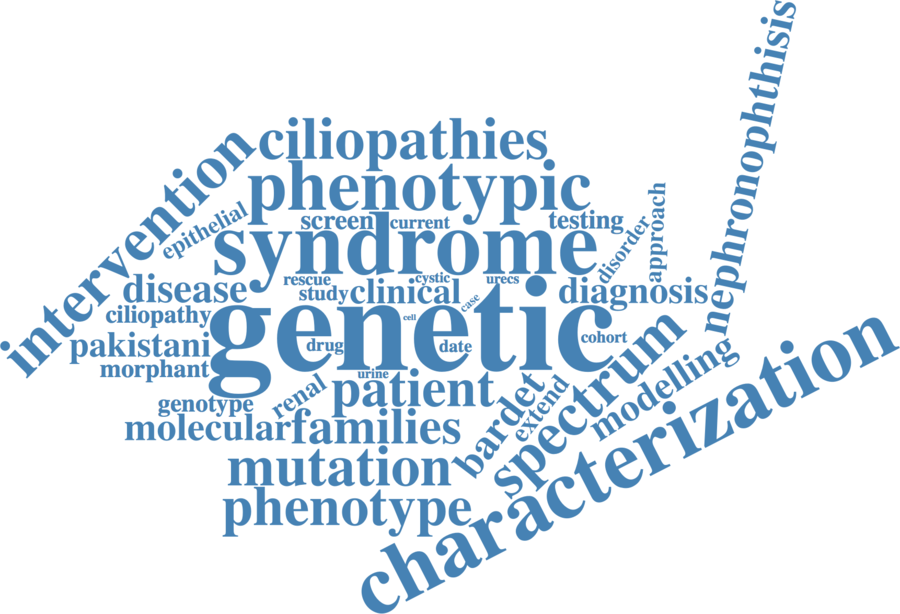 nephronophthisis
ciliopathies
intervention
phenotypic
epithelial
screen
current
testing
approach
syndrome
disorder
rescue
cystic
urecs
disease
study
clinical
case
diagnosis
ciliopathy
genetic
cell
pakistani
drug
date
cohort
morphant
urine
spectrum
modelling
characterization
genotype
renal
patient
bardet
extend
molecular
families
mutation
phenotype